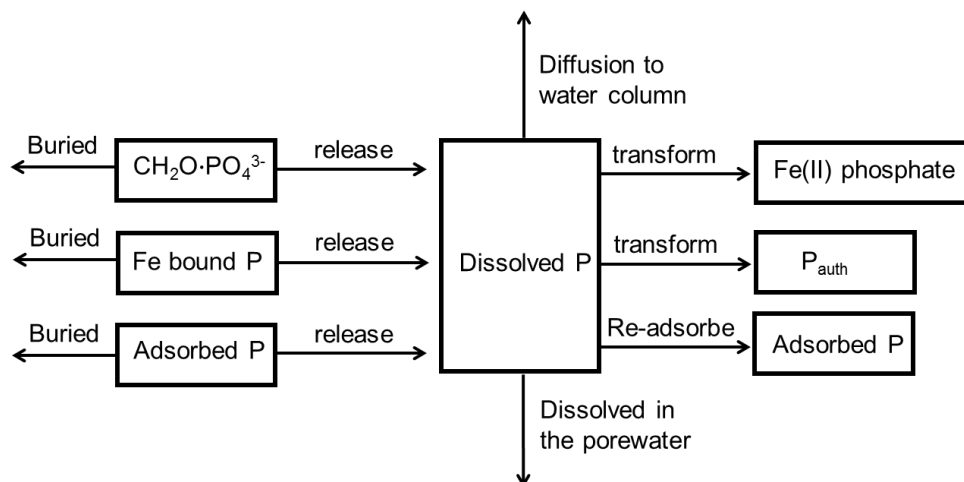 Diffusion to
water column
Buried
CH₂O·PO₄³⁻
release
transform
Fe(II) phosphate
Buried
Fe bound P
release
Dissolved P
transform
P_auth
Buried
Adsorbed P
release
Re-adsorbe
Adsorbed P
Dissolved in
the porewater